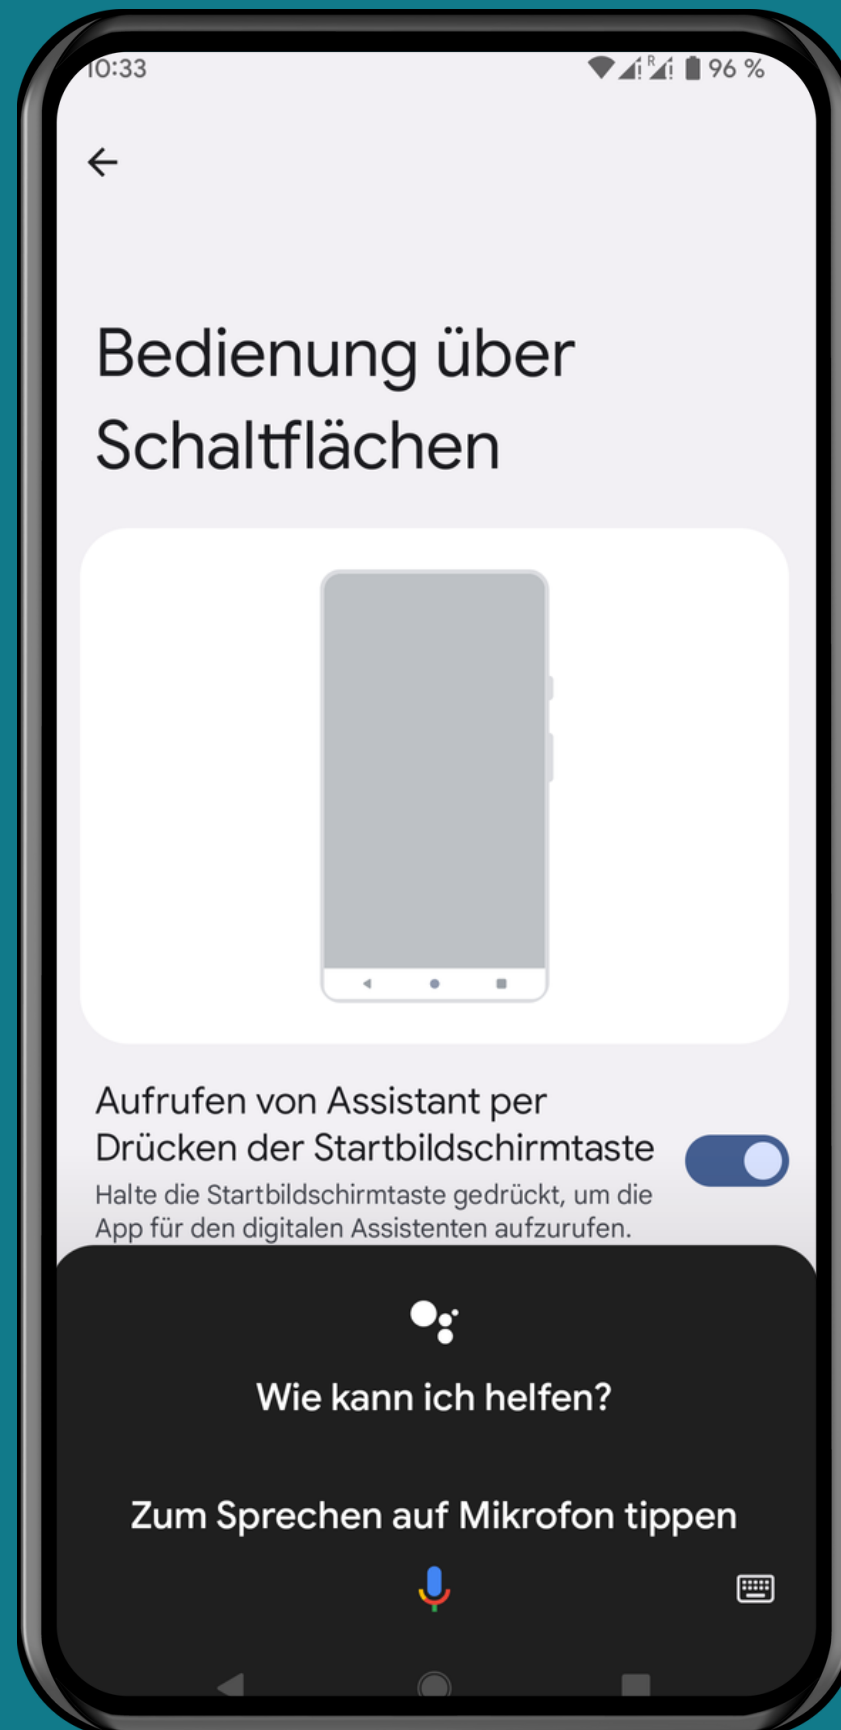 10:33
R
96 %
Bedienung über
Schaltflächen
Aufrufen von Assistant per
Drücken der Startbildschirmtaste
Halte die Startbildschirmtaste gedrückt, um die
App für den digitalen Assistenten aufzurufen.
Wie kann ich helfen?
Zum Sprechen auf Mikrofon tippen